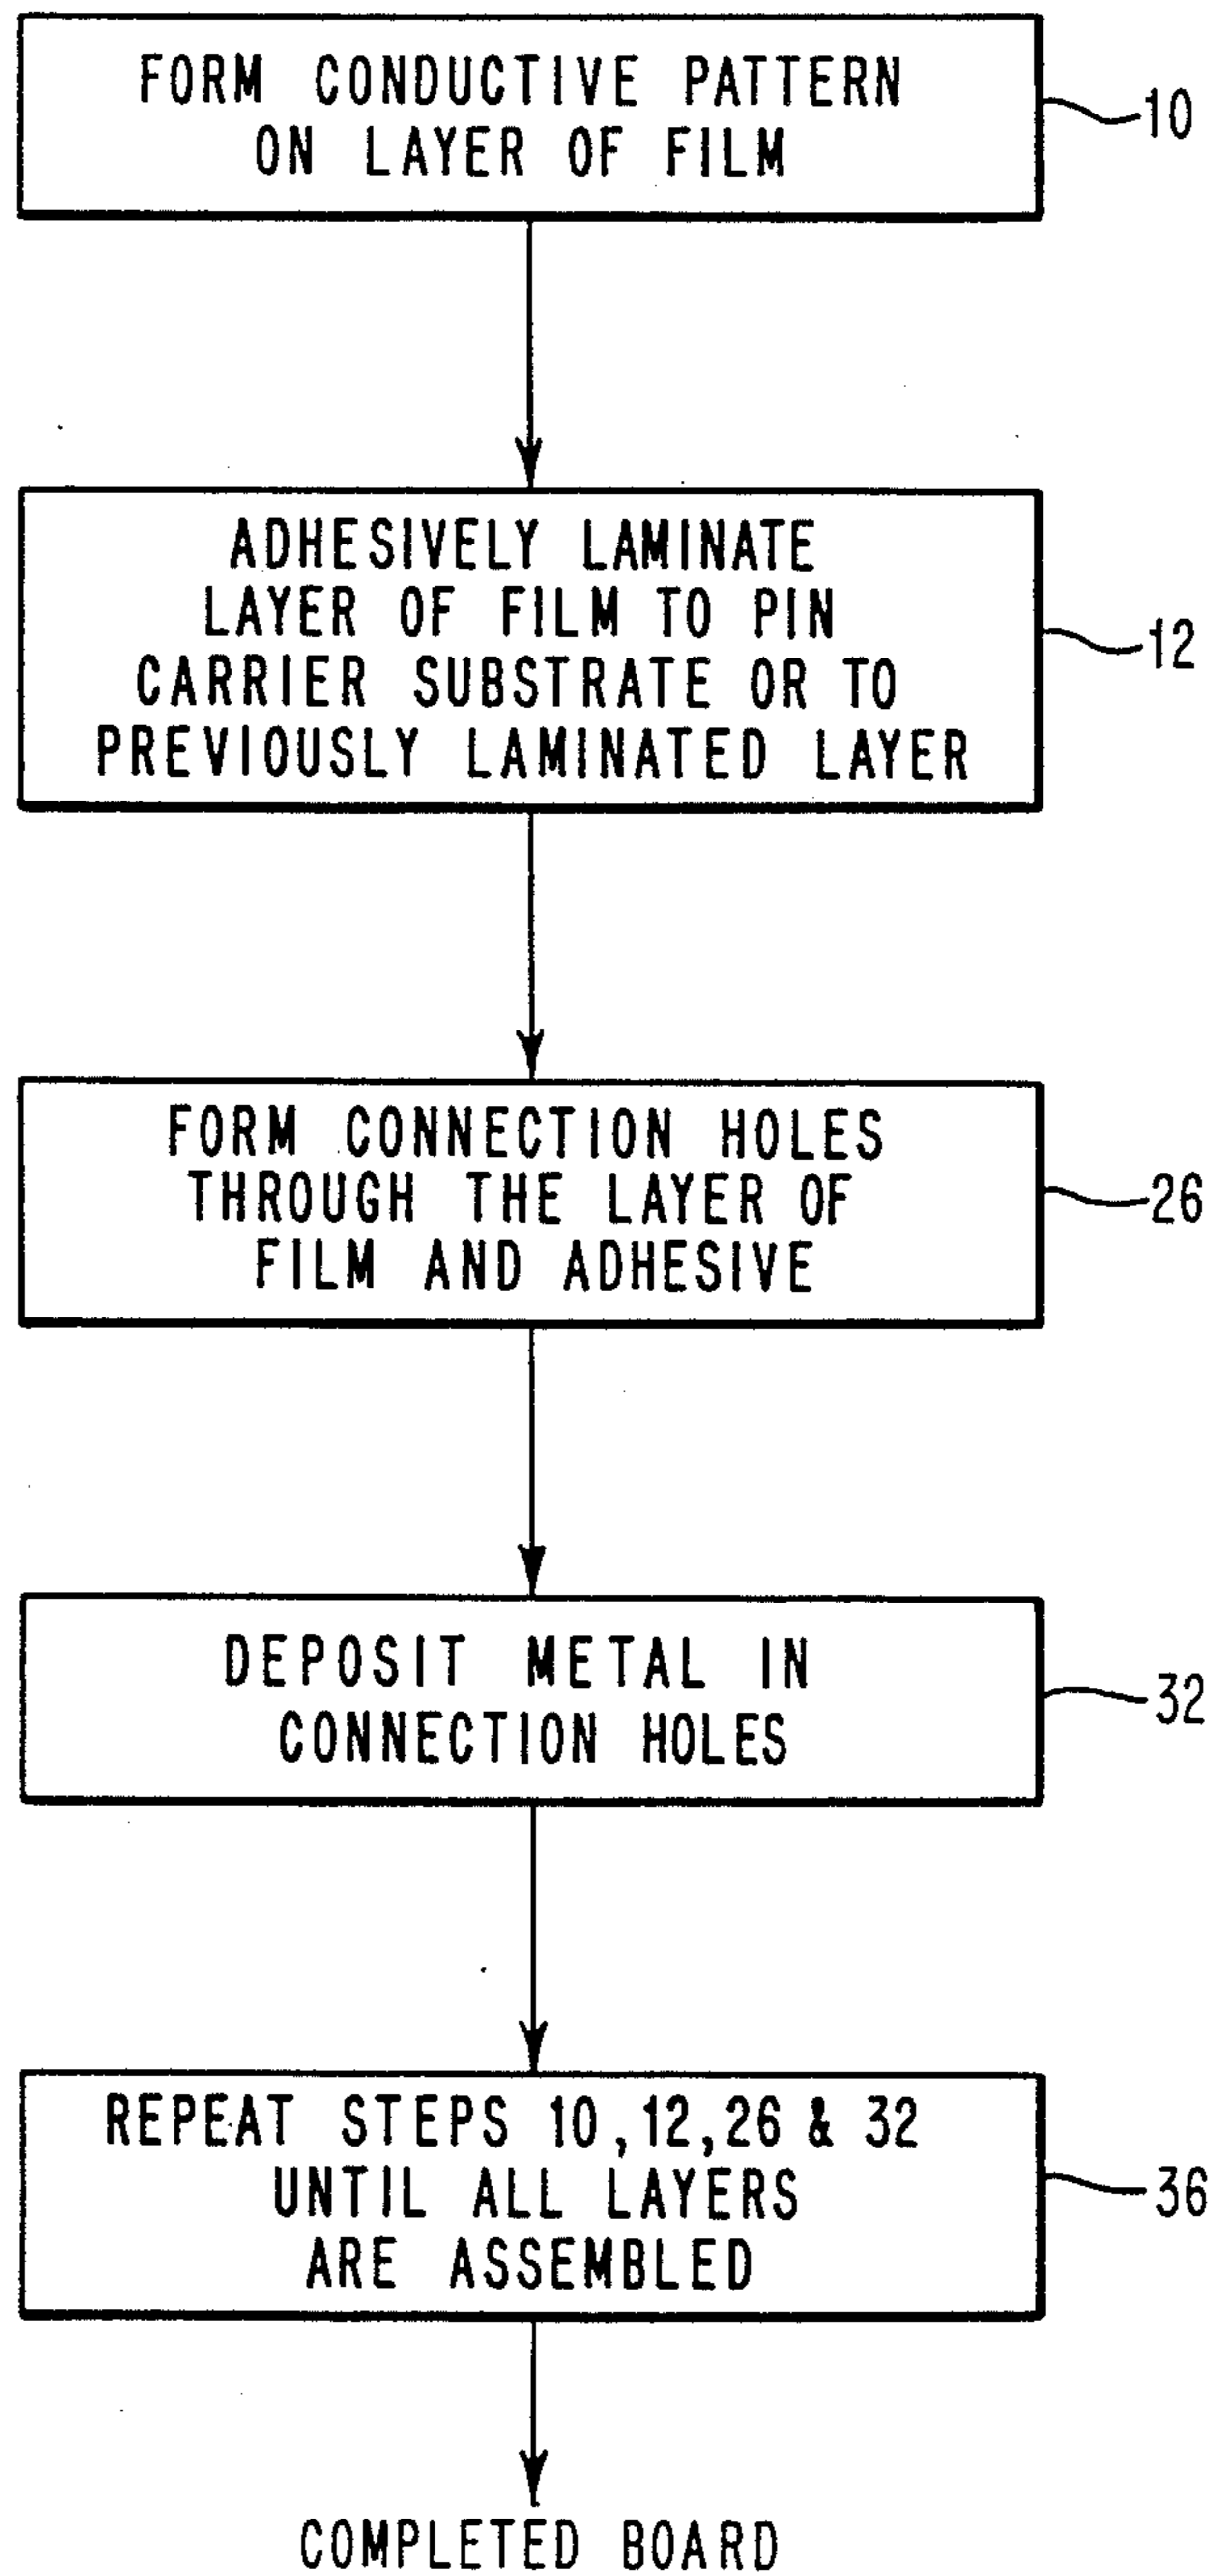 FORM CONDUCTIVE PATTERN
ON LAYER OF FILM
10
ADHESIVELY LAMINATE
LAYER OF FILM TO PIN
CARRIER SUBSTRATE OR TO
PREVIOUSLY LAMINATED LAYER
12
FORM CONNECTION HOLES
THROUGH THE LAYER OF
FILM AND ADHESIVE
26
DEPOSIT METAL IN
CONNECTION HOLES
32
REPEAT STEPS 10, 12, 26 & 32
UNTIL ALL LAYERS
ARE ASSEMBLED
36
COMPLETED BOARD